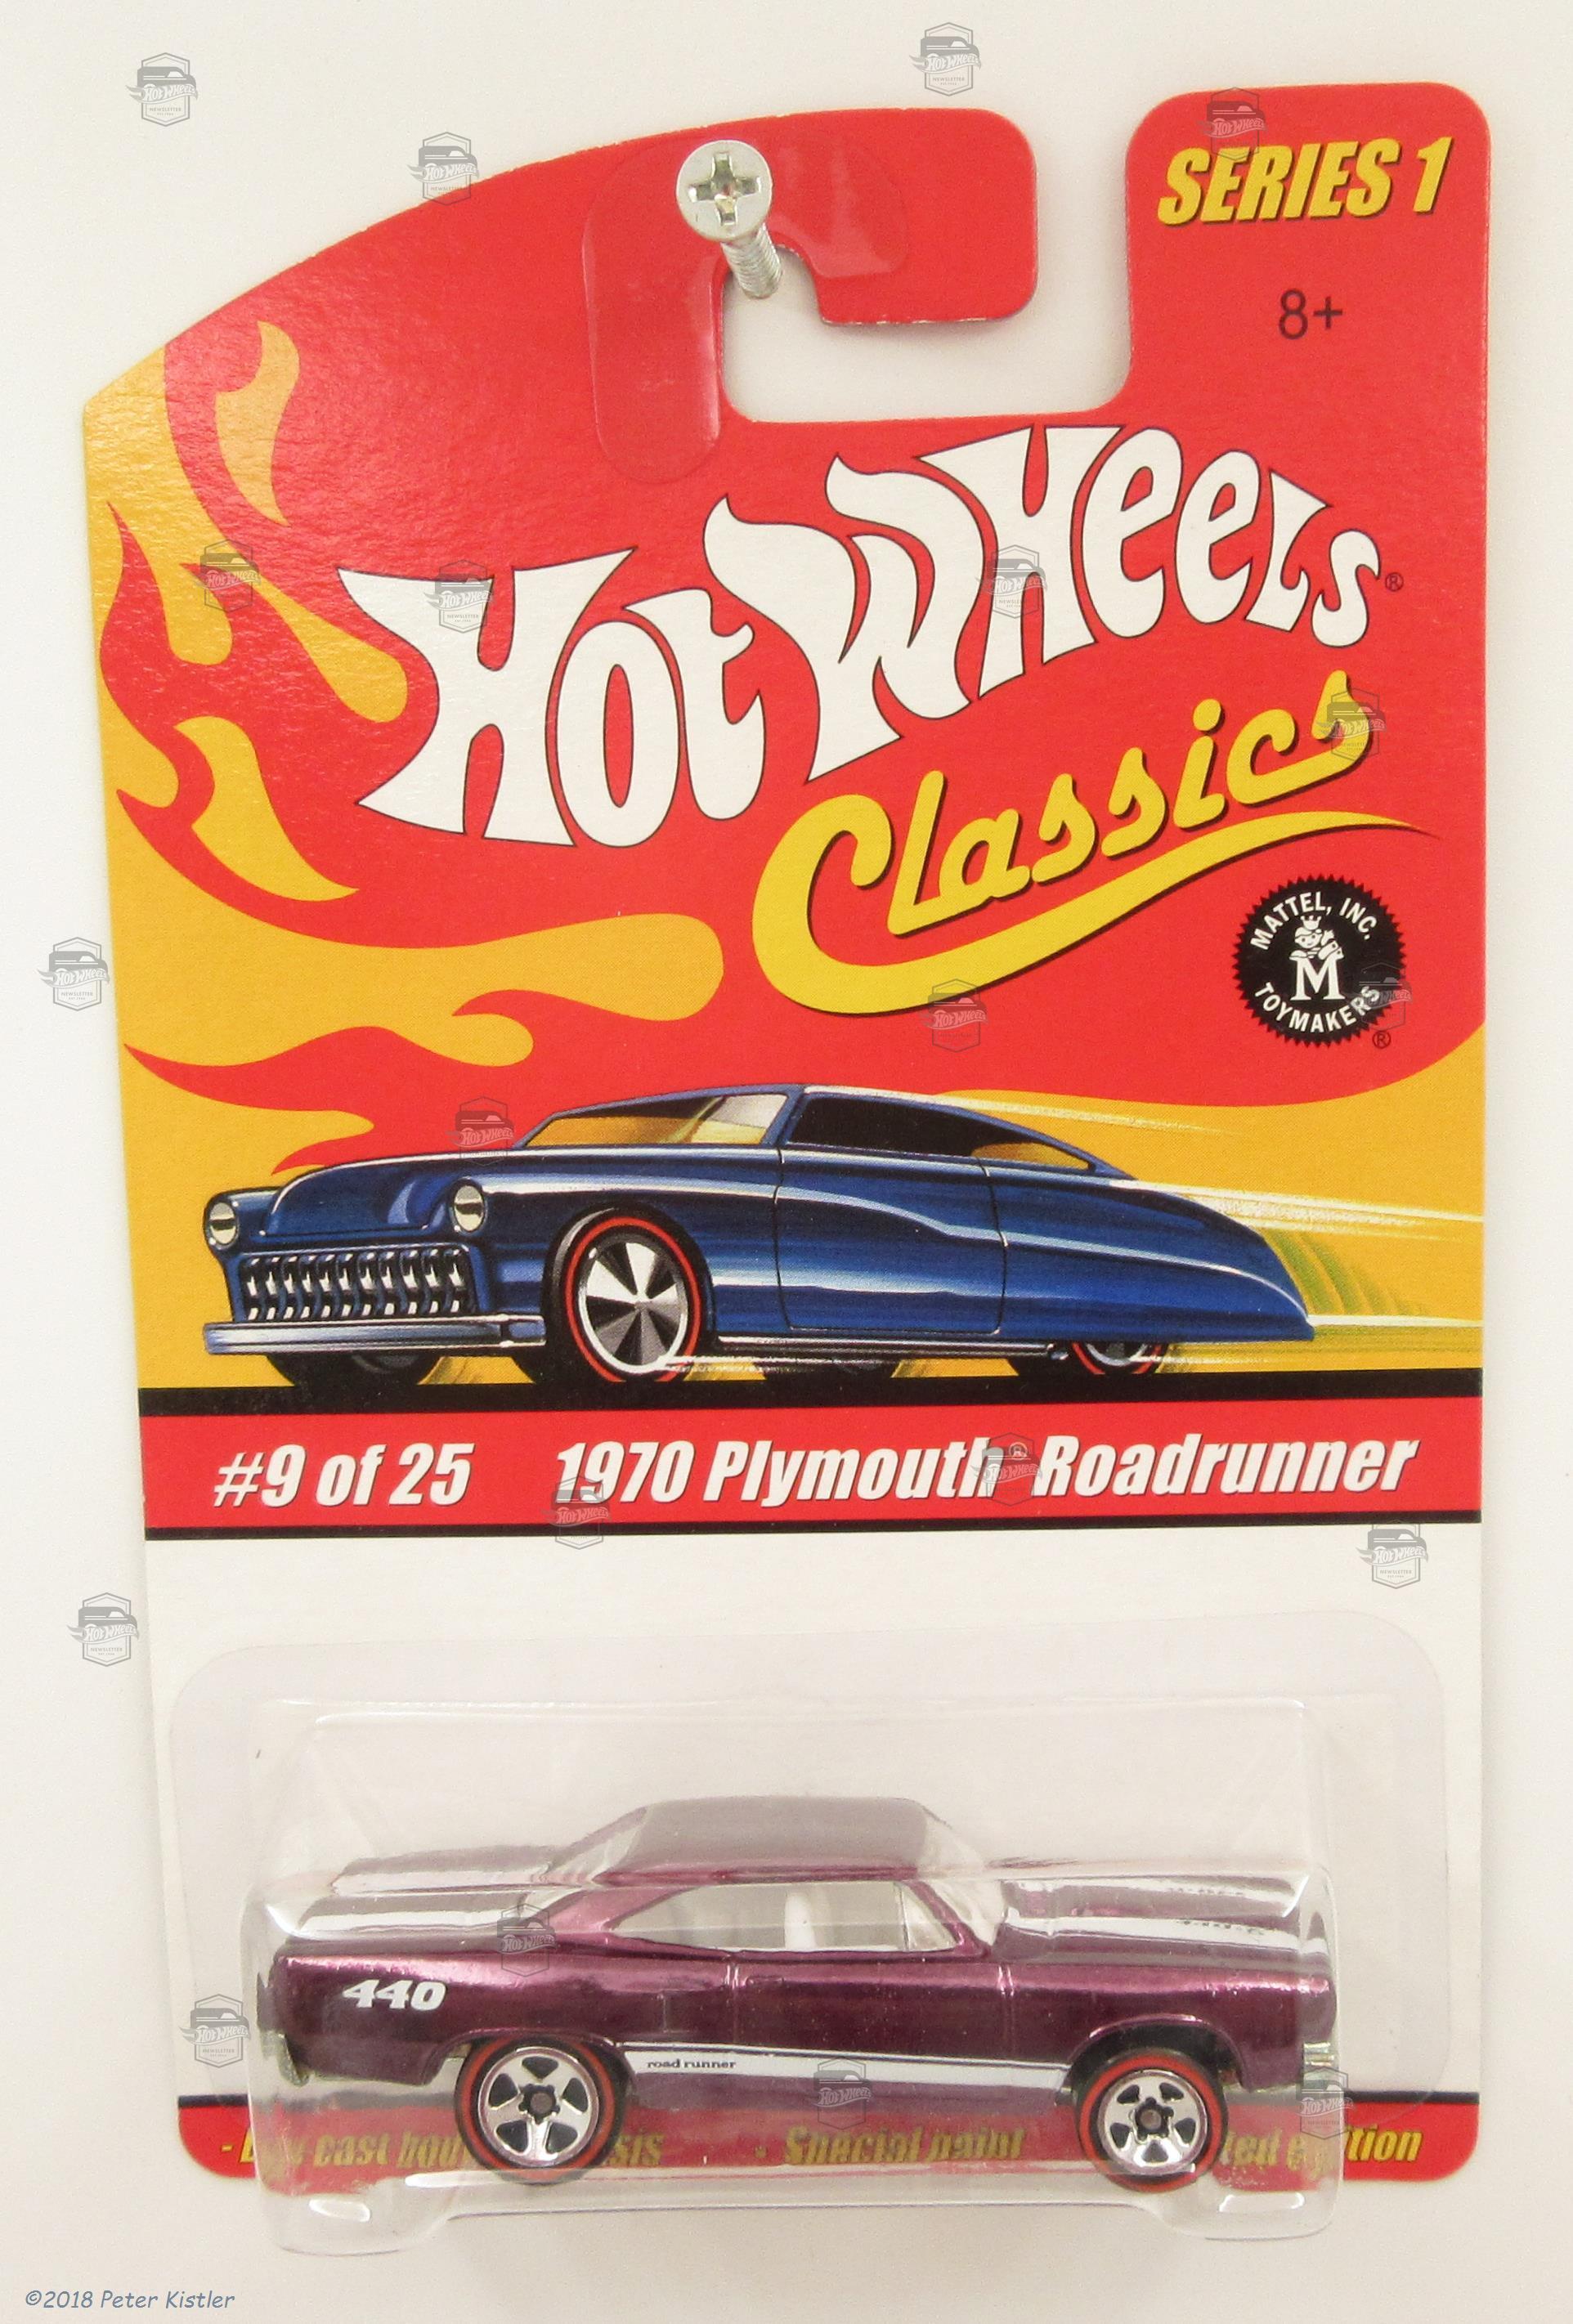 SERIES 1
8+
Hot Wheels®
Classics
MATTEL, INC.
M
TOYMAKERS
®
#9 of 25 1970 Plymouth® Roadrunner
440
road runner
cast
• Special paint
©2018 Peter Kistler